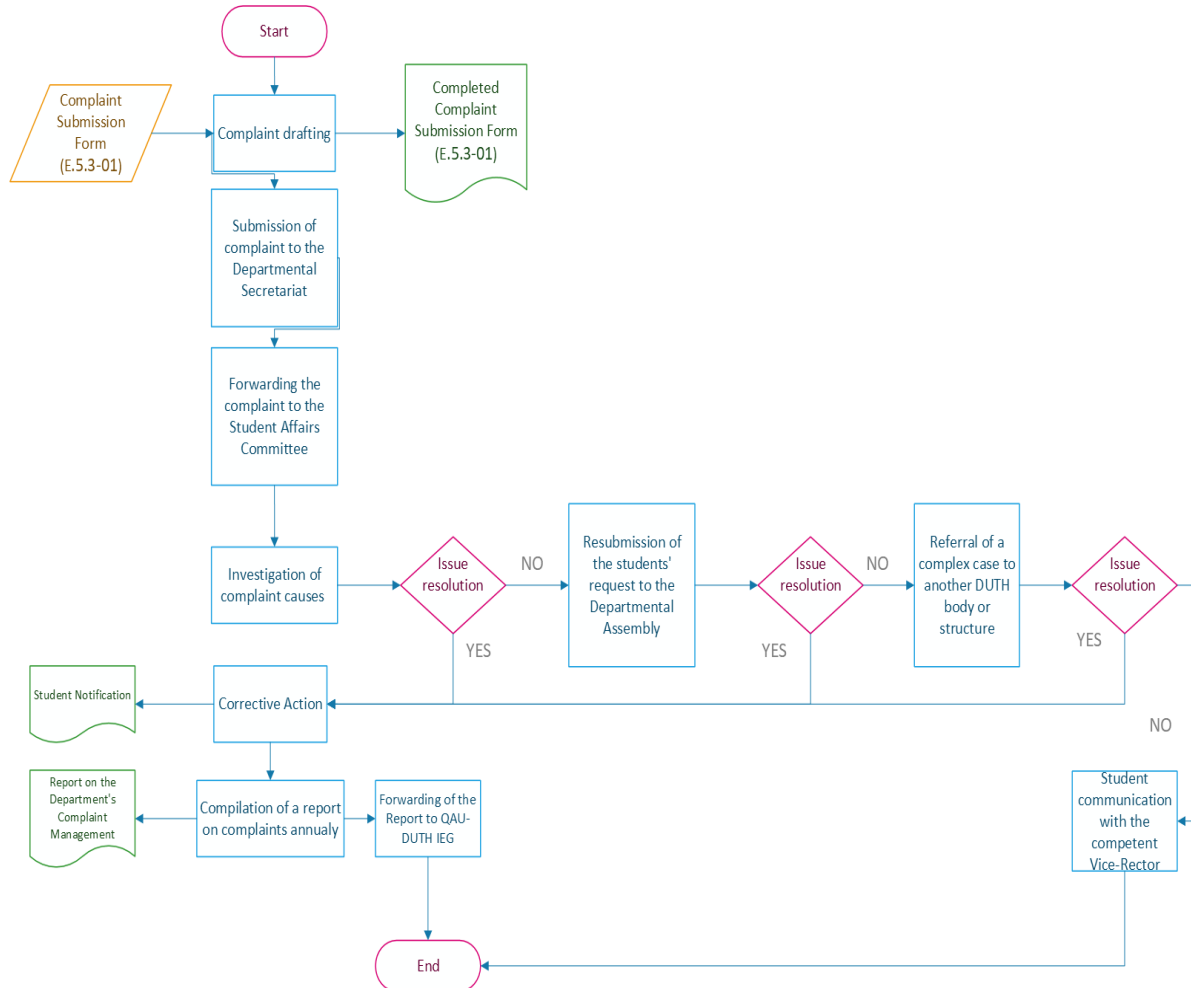 Start
Complaint
Submission
Form
(E.5.3-01)
Complaint drafting
Completed
Complaint
Submission Form
(E.5.3-01)
Submission of
complaint to the
Departmental
Secretariat
Forwarding the
complaint to the
Student Affairs
Committee
Investigation of
complaint causes
Issue
resolution
NO
YES
Resubmission of
the students'
request to the
Departmental
Assembly
Issue
resolution
NO
YES
Referral of a
complex case to
another DUTH
body or
structure
Issue
resolution
YES
NO
Student Notification
Corrective Action
Report on the
Department's
Complaint
Management
Compilation of a report
on complaints annualy
Forwarding of the
Report to QAU-
DUTH IEG
Student
communication
with the
competent
Vice-Rector
End